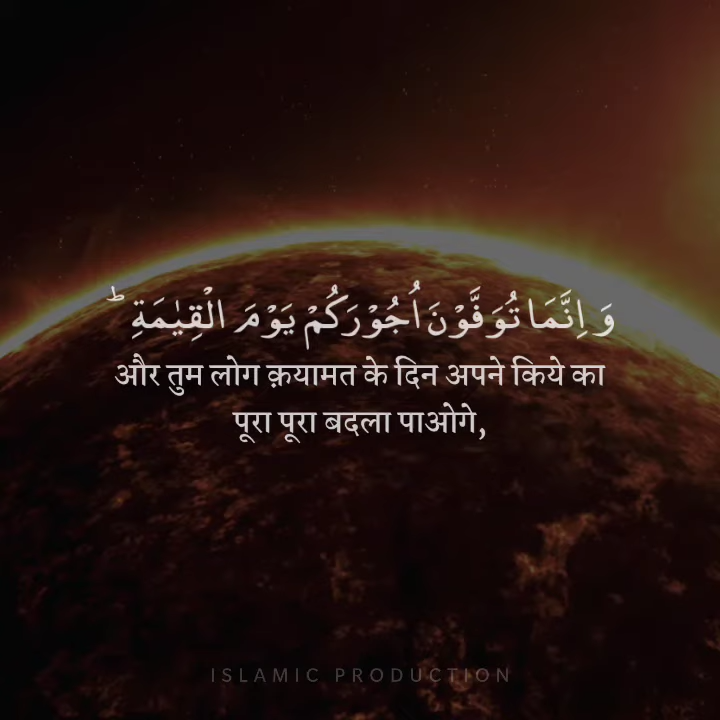 وَ اِنَّمَا تُوَفَّوْنَ اُجُوْرَكُمْ يَوْمَ الْقِيٰمَةِ ؕ
और तुम लोग क़यामत के दिन अपने किये का
पूरा पूरा बदला पाओगे,
ISLAMIC PRODUCTION